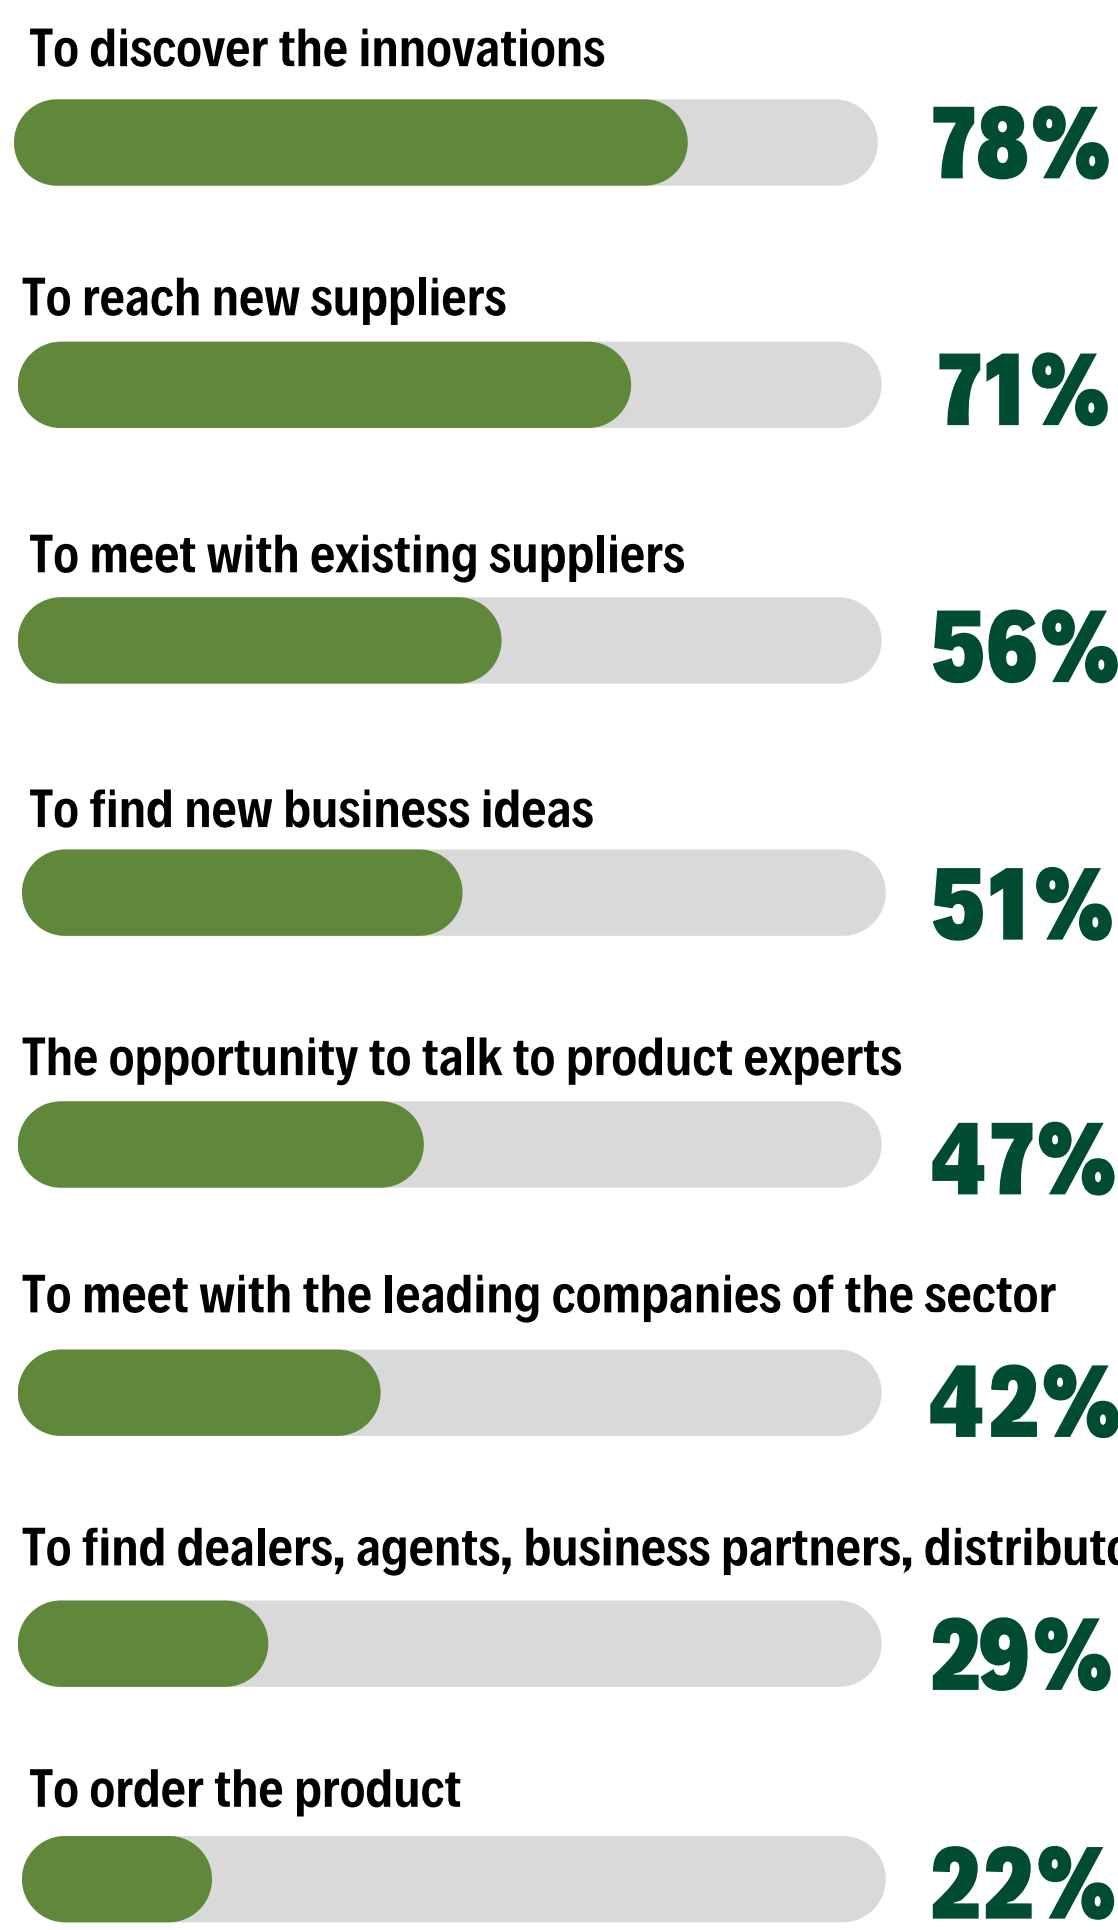 To discover the innovations
78%
To reach new suppliers
71%
To meet with existing suppliers
56%
To find new business ideas
51%
The opportunity to talk to product experts
47%
To meet with the leading companies of the sector
42%
To find dealers, agents, business partners,
29%
To order the product
22%